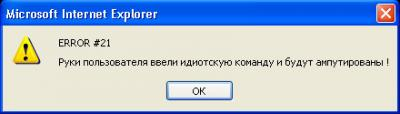 Microsoft Internet Explorer
ERROR #21
Руки пользователя ввели идиотскую команду и будут ампутированы !
OK